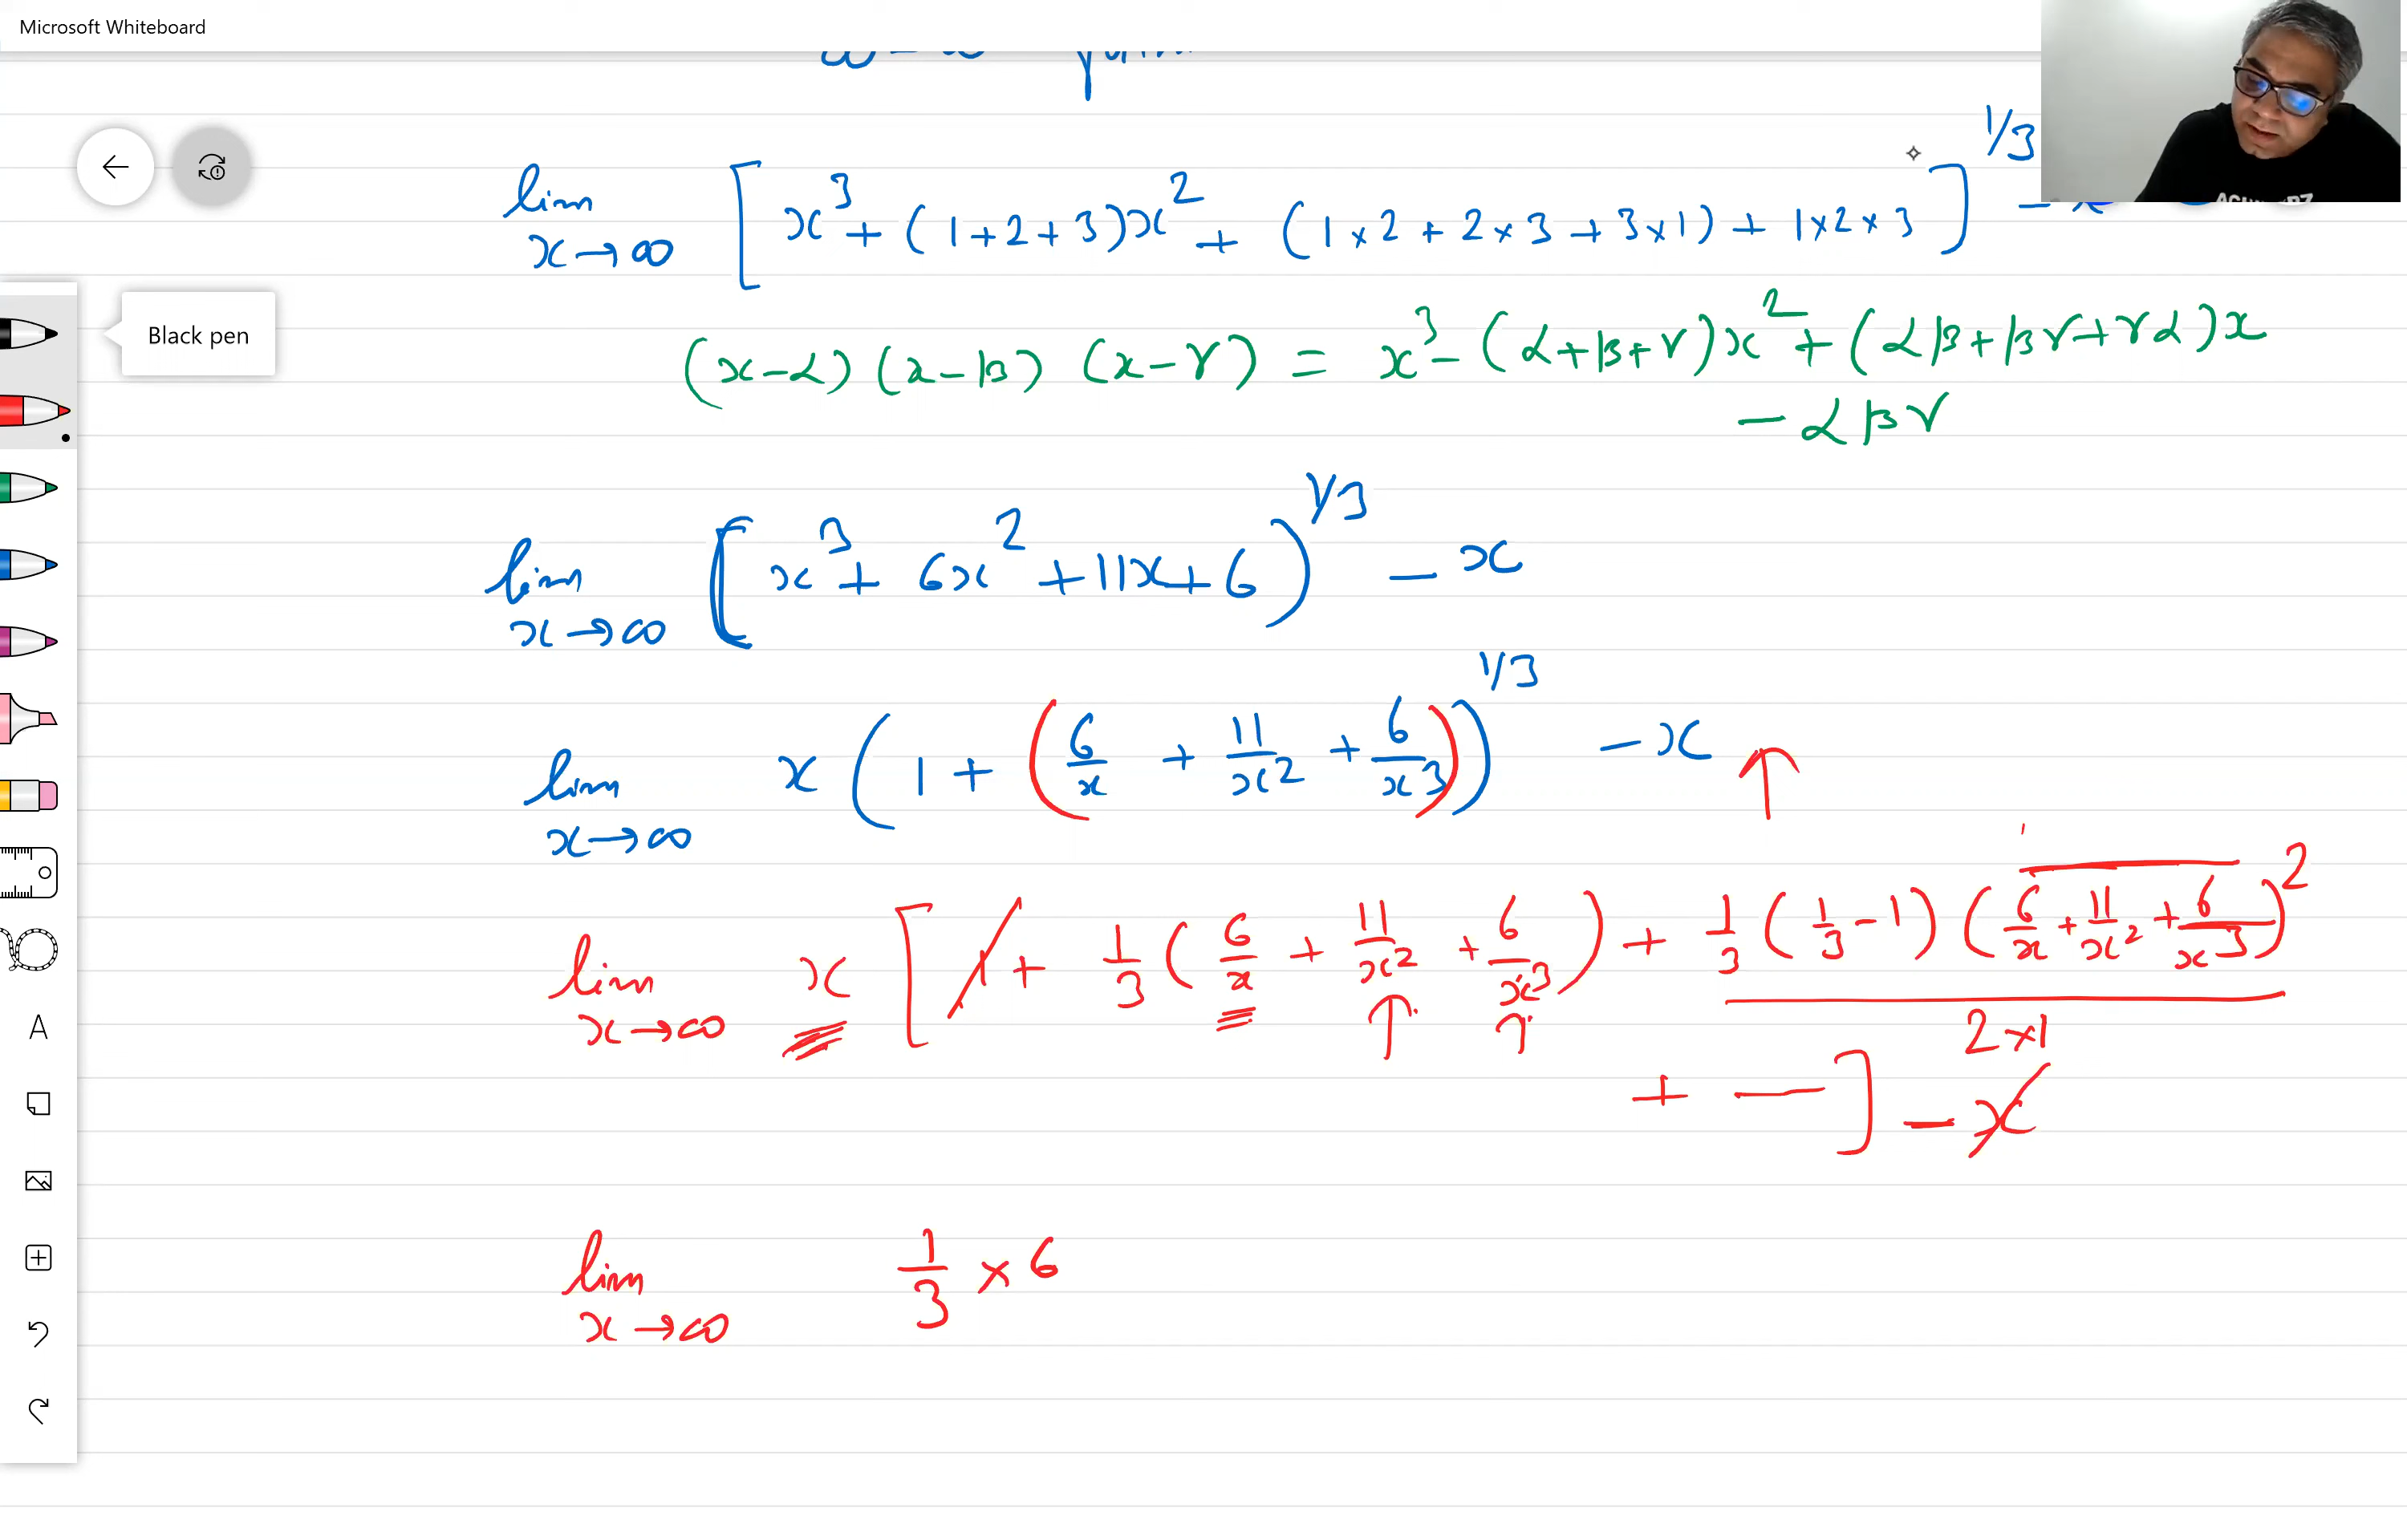 Microsoft Whiteboard
lim x→∞ [x³ + (1+2+3)x² + (1×2 + 2×3 + 3×1) + 1×2×3]^1/3 − x
Black pen
(x−α) (x−β) (x−γ) = x³ − (α+β+γ)x² + (αβ+βγ+γα)x
− αβγ
lim x→∞ [x³ + 6x² + 11x + 6)^1/3 − x
lim x→∞ x (1 + (6/x + 11/x² + 6/x³))^1/3 − x ↑
lim x→∞ x [1 + 1/3 (6/x + 11/x² + 6/x³) + 1/3 (1/3 − 1) (6/x + 11/x² + 6/x³)² / 2×1
+ — ] − x
A
lim x→∞ 1/3 × 6